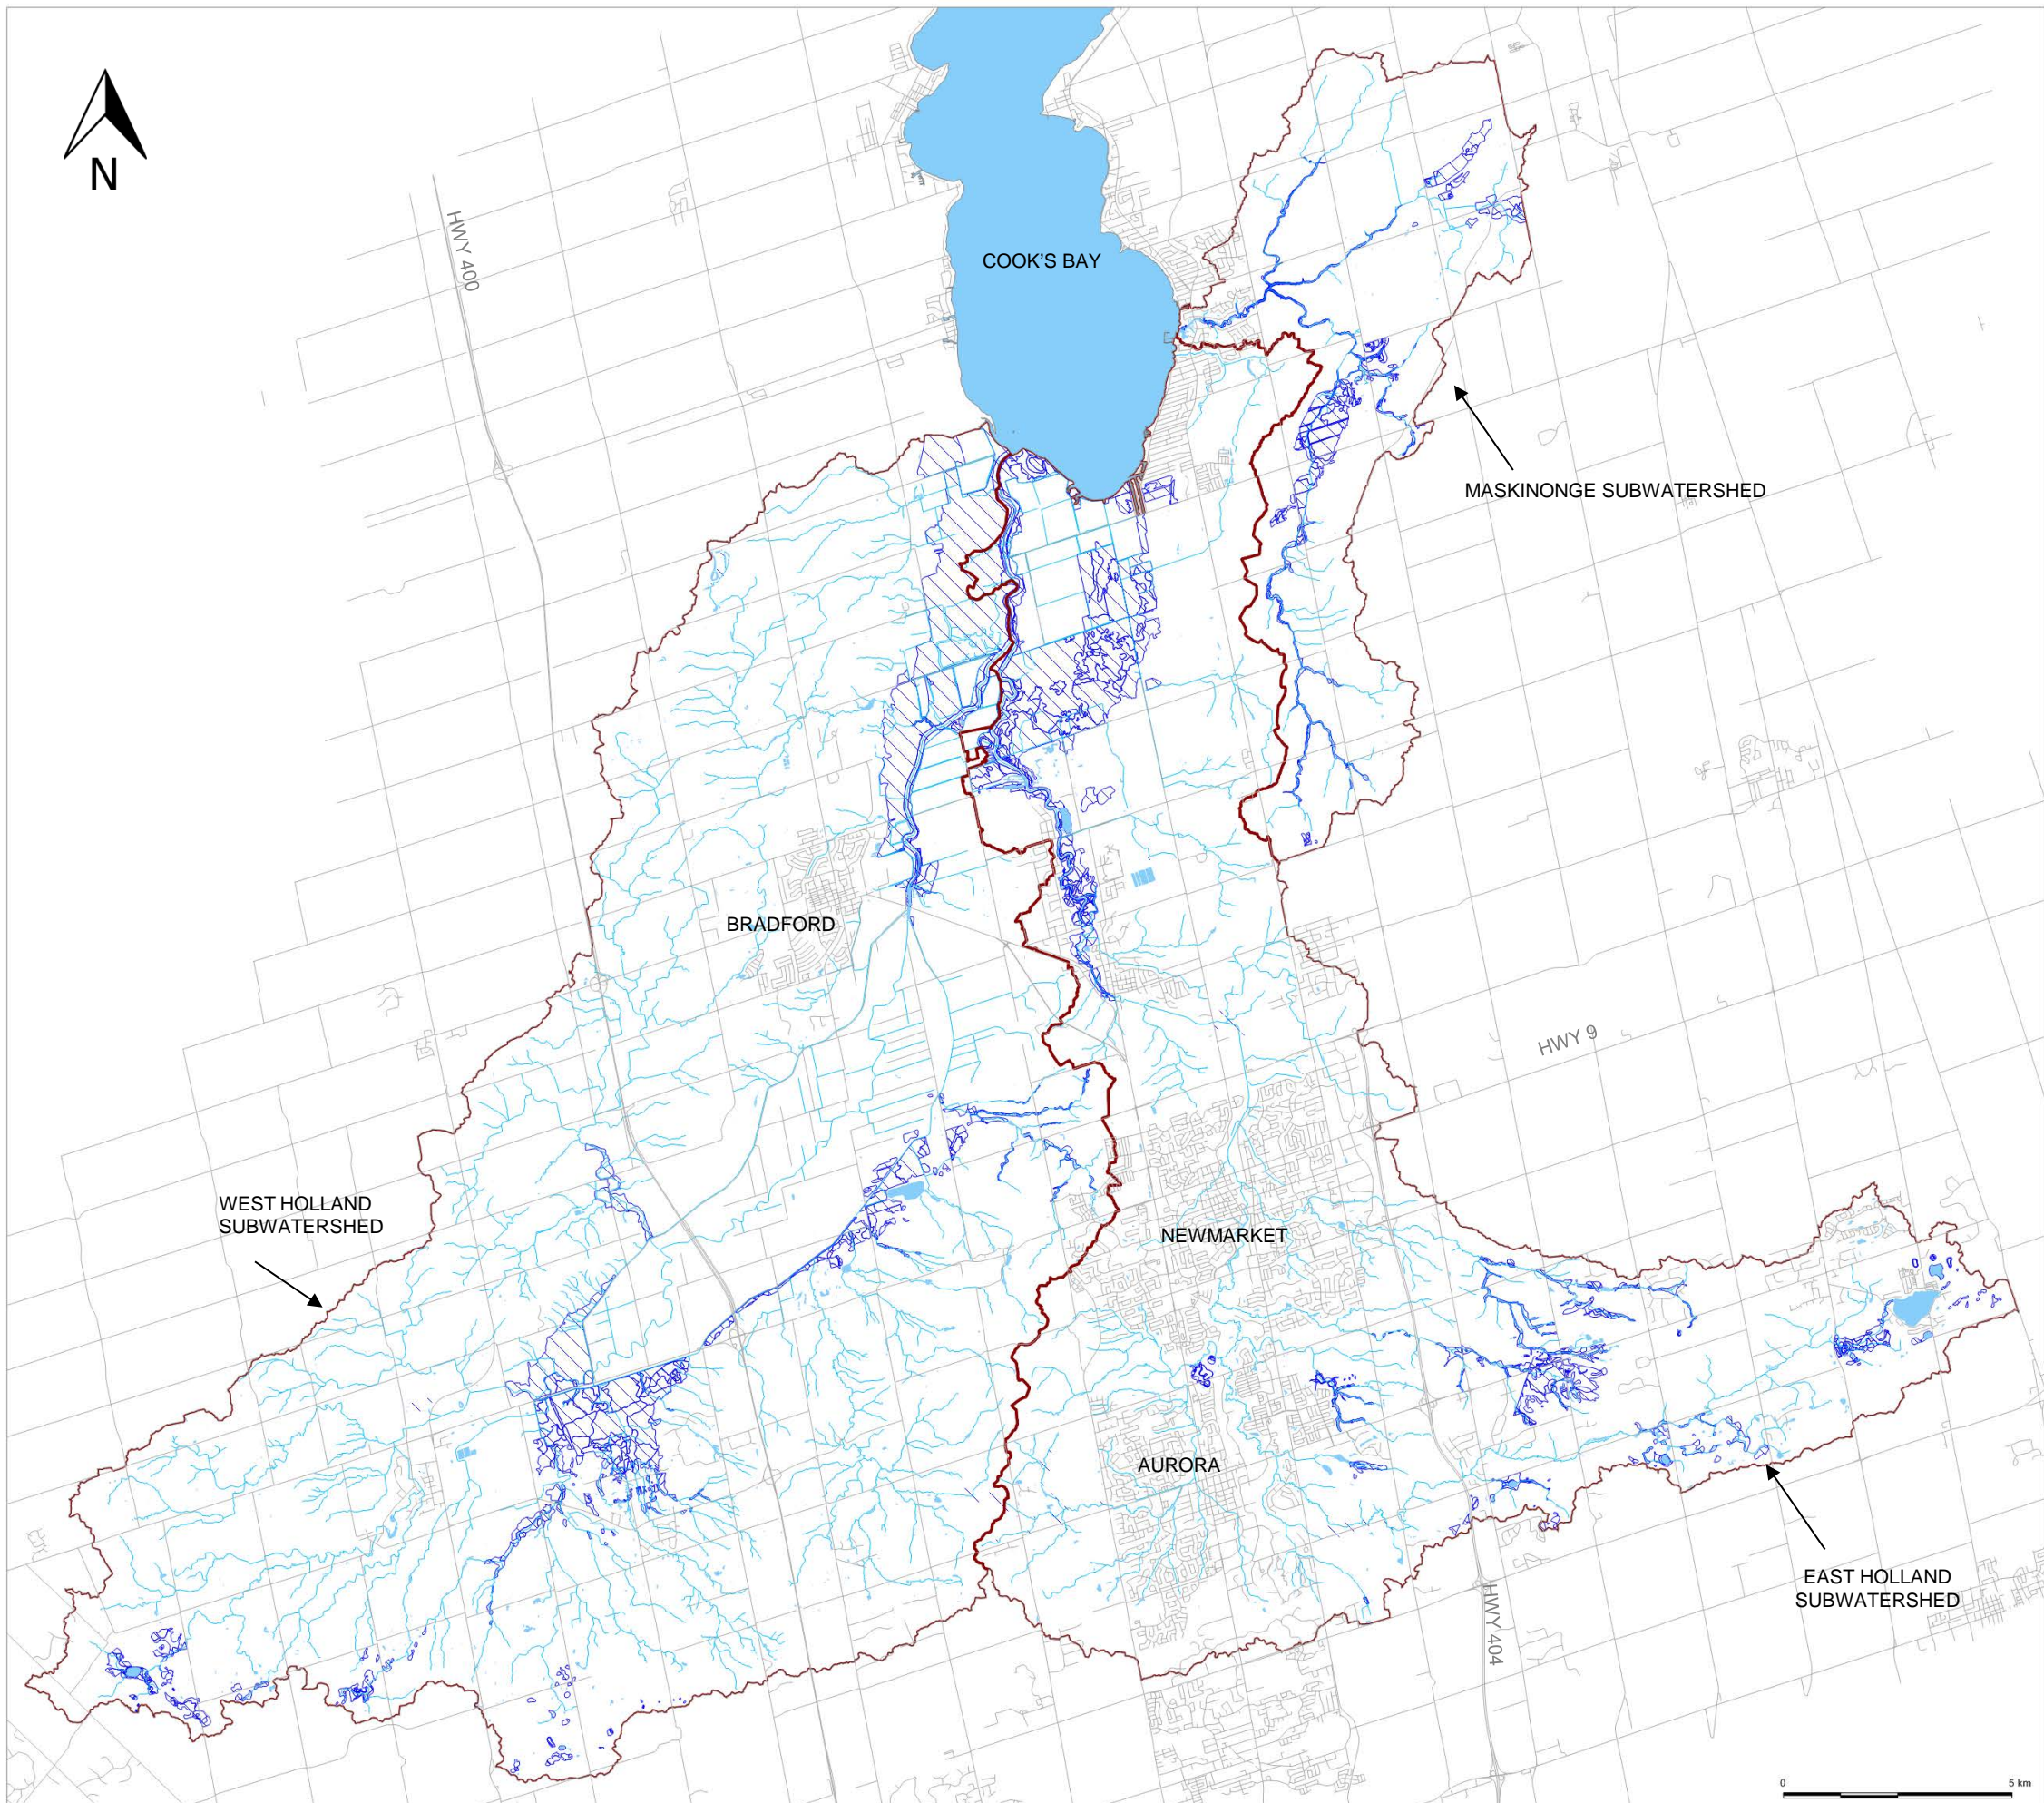 N
HWY 400
COOK'S BAY
MASKINONGE SUBWATERSHED
BRADFORD
HWY 9
WEST HOLLAND
SUBWATERSHED
NEWMARKET
AURORA
EAST HOLLAND
SUBWATERSHED
HWY 404
0 5 km